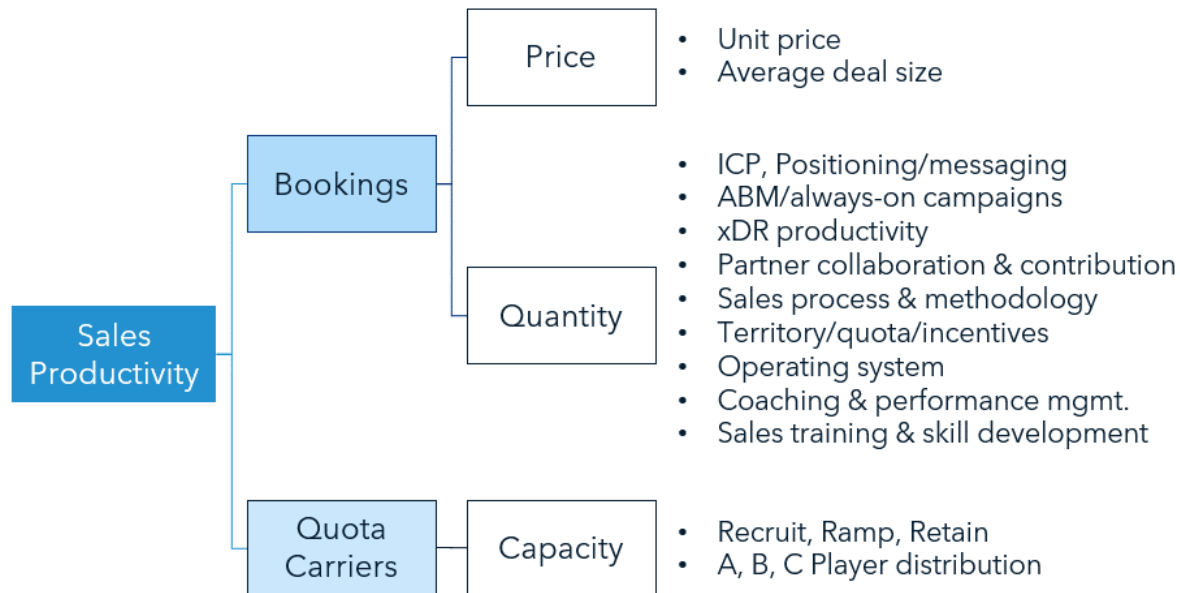 Price
• Unit price
• Average deal size
Bookings
• ICP, Positioning/messaging
• ABM/always-on campaigns
• xDR productivity
• Partner collaboration & contribution
Quantity
• Sales process & methodology
• Territory/quota/incentives
• Operating system
• Coaching & performance mgmt.
• Sales training & skill development
Sales
Productivity
Quota
Carriers
Capacity
• Recruit, Ramp, Retain
• A, B, C Player distribution